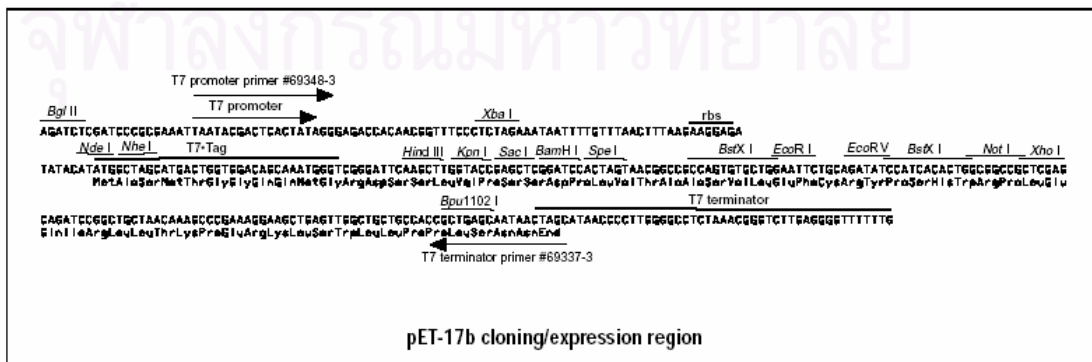 จุฬาลงกรณ์มหาวิทยาลัย
T7 promoter primer #69348-3
Bgl II T7 promoter Xba I rbs
AGATCTCGATCCCGCGAAATTAATACGACTCACTATAGGGAGACCACAACGGTTTCCCTCTAGAAATAATTTTGTTTAACTTTAAGAAGGAGA
Nde I Nhe I T7•Tag Hind III Kpn I Sac I BamH I Spe I BstX I EcoR I EcoR V BstX I Not I Xho I
TATACATATGGCTAGCATGACTGGTGGACAGCAAATGGGTCGGGATTCAAGCTTGGTACCGAGCTCGGATCCACTAGTAACGGCCGCCAGTGTGCTGGAATTCTGCAGATATCCATCACACTGGCGGCCGCTCGAG
MetAlaSerMetThrGlyGlyGlnGlnMetGlyArgAspSerSerLeuValProSerSerAspProLeuValThrAlaAlaSerValLeuGluPheCysArgTyrProSerHisTrpArgProLeuGlu
Bpu1102 I T7 terminator
CAGATCCGGCTGCTAACAAAGCCCGAAAGGAAGCTGAGTTGGCTGCTGCCACCGCTGAGCAATAACTAGCATAACCCCTTGGGGCCTCTAAACGGGTCTTGAGGGGTTTTTTG
GlnIleArgLeuLeuThrLysProGluArgLysLeuSerTrpLeuLeuProProLeuSerAsnAsnEnd
T7 terminator primer #69337-3
pET-17b cloning/expression region